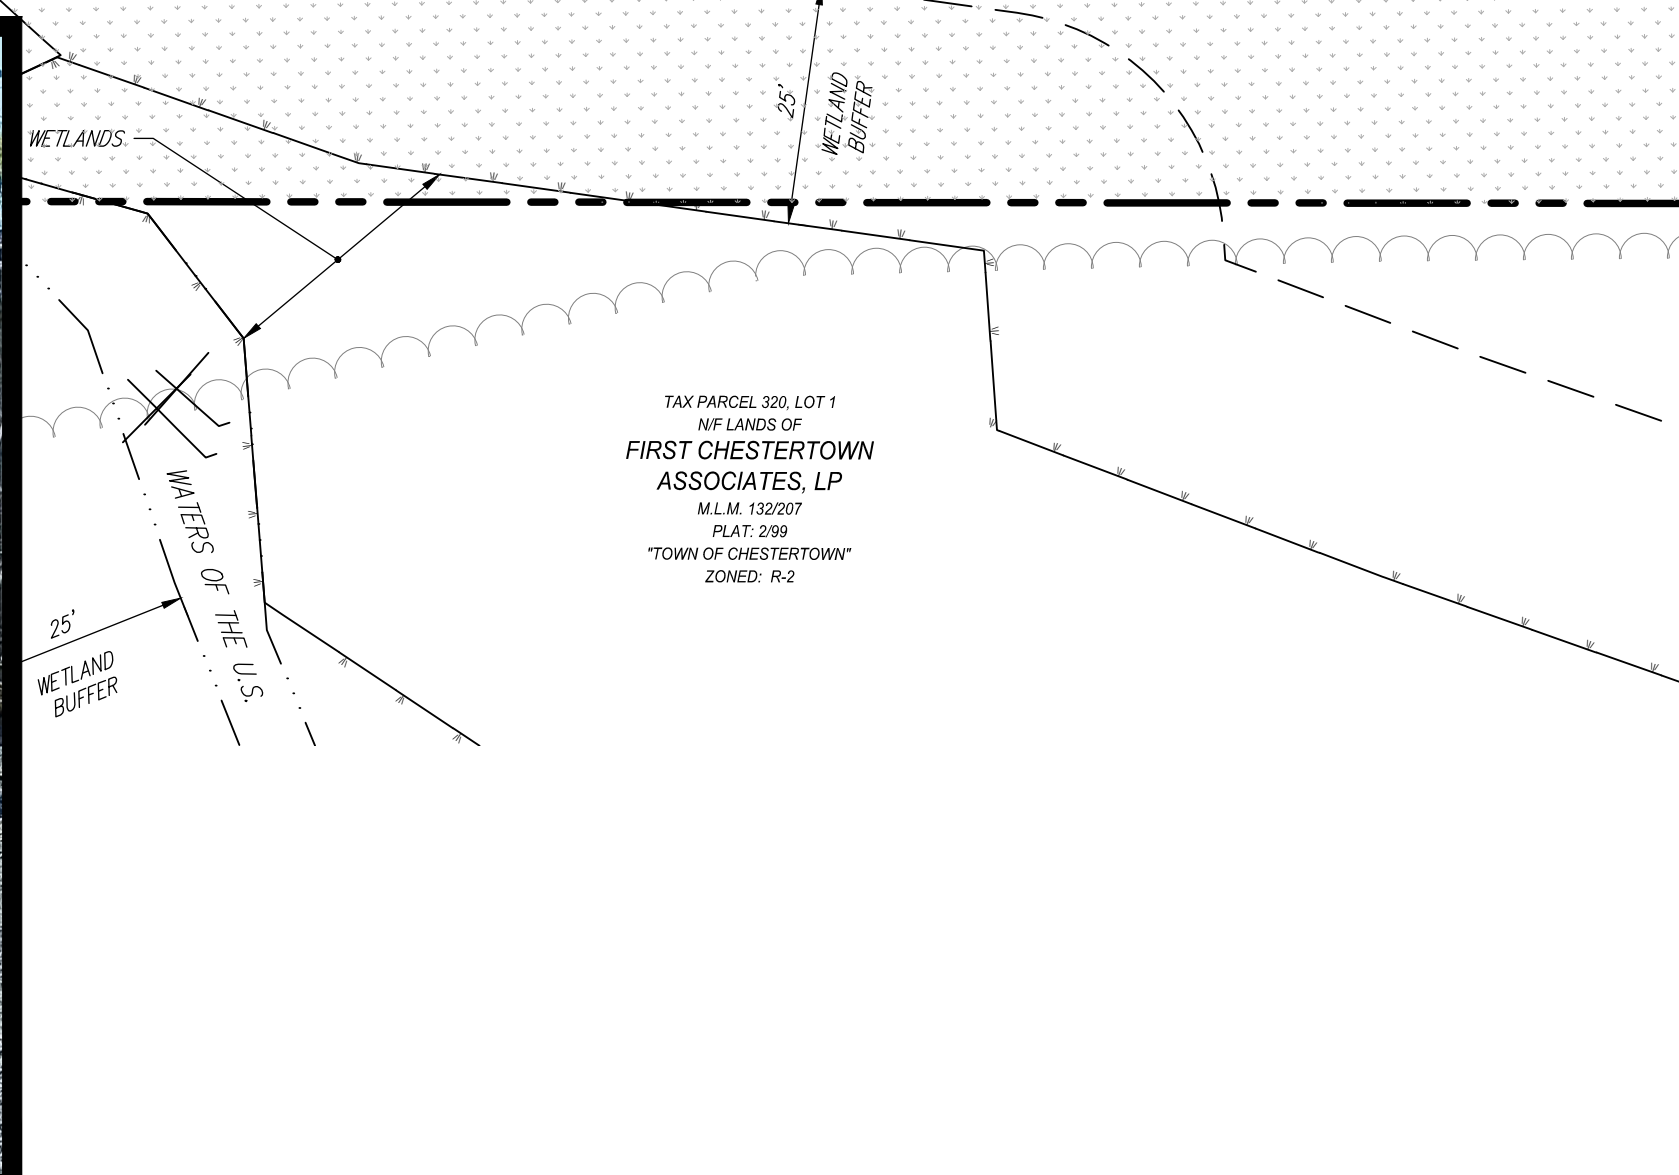 25'
WETLAND
BUFFER
WETLANDS
TAX PARCEL 320, LOT 1
N/F LANDS OF
FIRST CHESTERTOWN
ASSOCIATES, LP
M.L.M. 132/207
PLAT: 2/99
"TOWN OF CHESTERTOWN"
ZONED: R-2
WATERS OF THE U.S.
25'
WETLAND
BUFFER